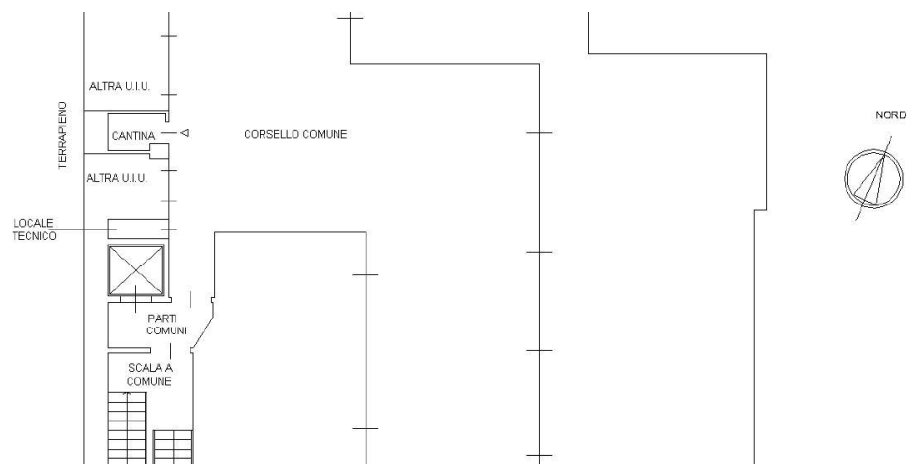 ALTRA U.I.U.
NORD
TERRAPIENO
CANTINA
CORSELLO COMUNE
ALTRA U.I.U.
LOCALE
TECNICO
PARTI
COMUNI
SCALA A
COMUNE